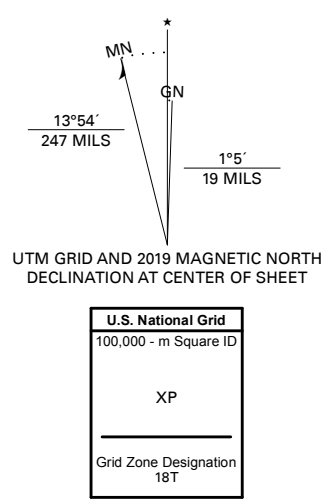 MN
GN
13°54´
247 MILS
1°5´
19 MILS
UTM GRID AND 2019 MAGNETIC NORTH
DECLINATION AT CENTER OF SHEET
U.S. National Grid
100,000 - m Square ID
XP
Grid Zone Designation
18T